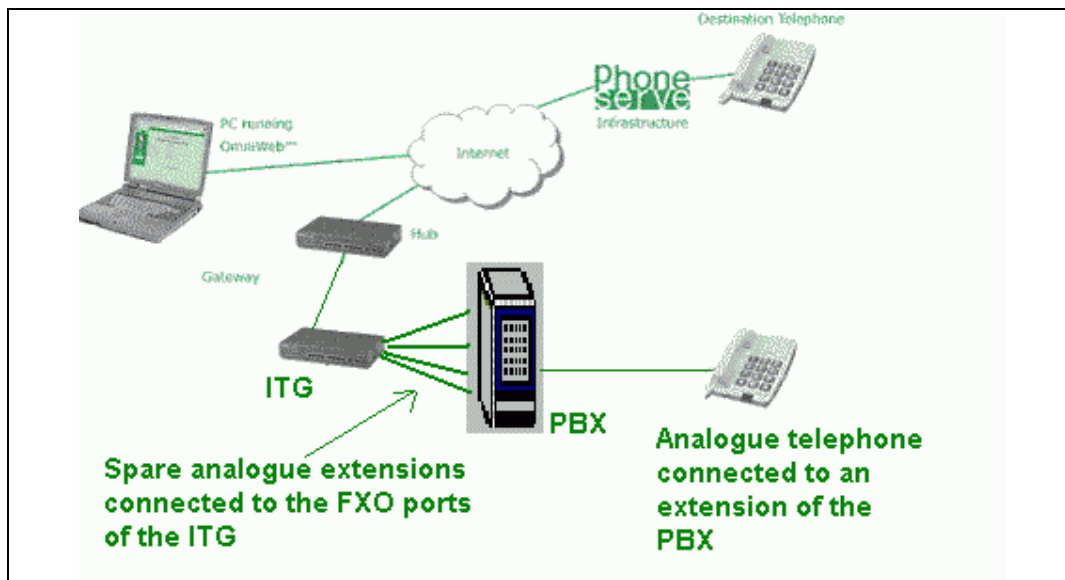 Destination Telephone
Phone
serve
Infrastructure
PC running
OmniWeb™
Internet
Hub
Gateway
ITG
PBX
Spare analogue extensions
connected to the FXO ports
of the ITG
Analogue telephone
connected to an
extension of the
PBX